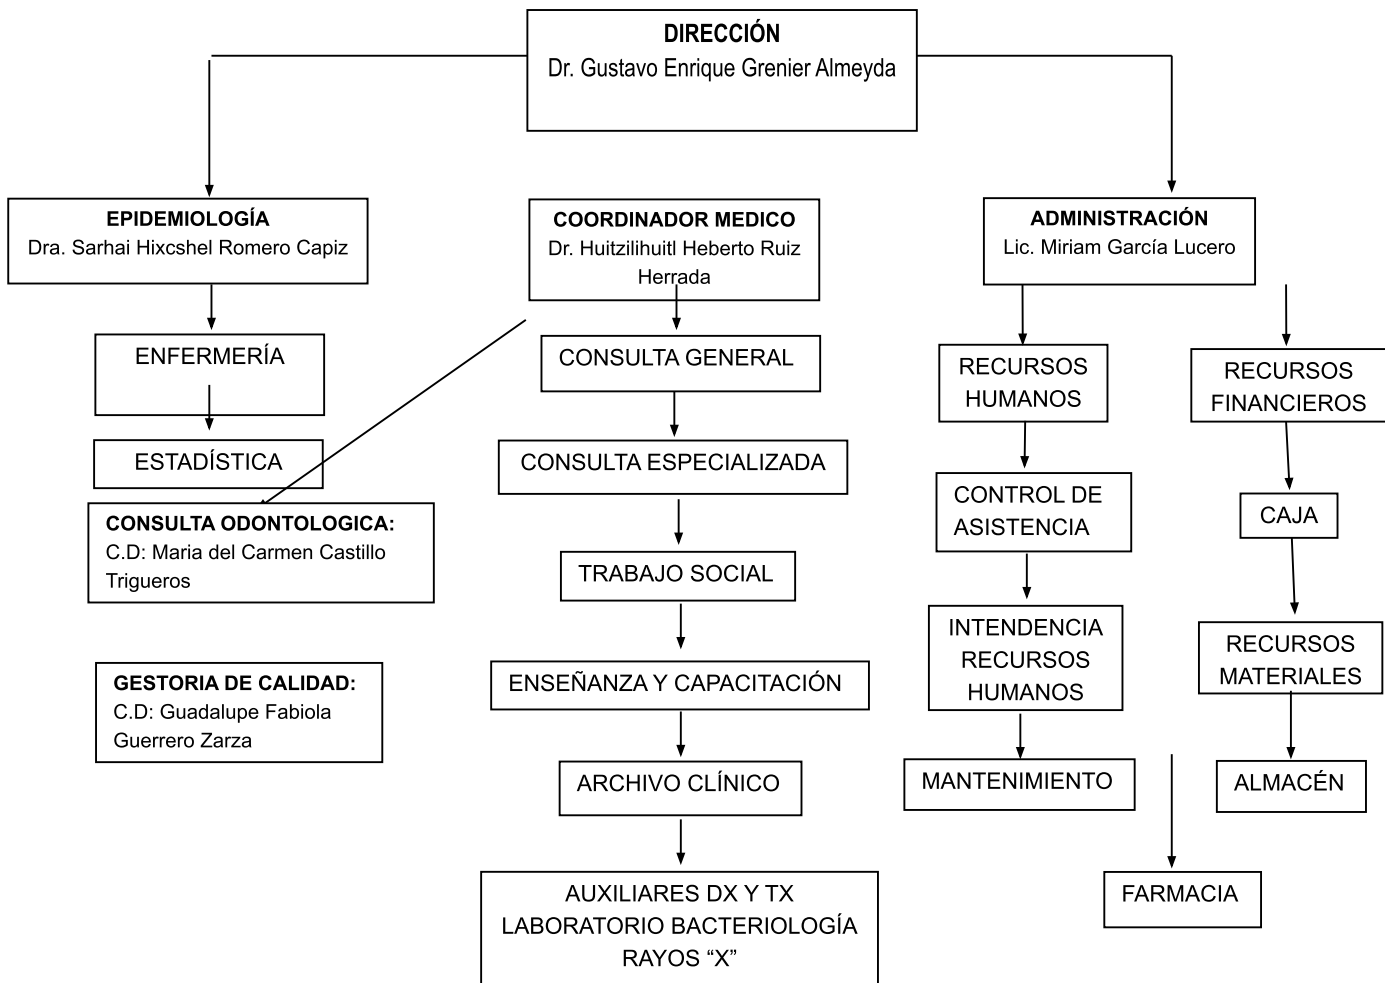 DIRECCIÓN
Dr. Gustavo Enrique Grenier Almeyda
EPIDEMIOLOGÍA
Dra. Sarhai Hixcshel Romero Capiz
COORDINADOR MEDICO
Dr. Huitzilihuitl Heberto Ruiz
Herrada
ADMINISTRACIÓN
Lic. Miriam García Lucero
ENFERMERÍA
ESTADÍSTICA
CONSULTA ODONTOLOGICA:
C.D: Maria del Carmen Castillo
Trigueros
GESTORIA DE CALIDAD:
C.D: Guadalupe Fabiola
Guerrero Zarza
CONSULTA GENERAL
CONSULTA ESPECIALIZADA
TRABAJO SOCIAL
ENSEÑANZA Y CAPACITACIÓN
ARCHIVO CLÍNICO
AUXILIARES DX Y TX
LABORATORIO BACTERIOLOGÍA
RAYOS “X”
RECURSOS
HUMANOS
CONTROL DE
ASISTENCIA
INTENDENCIA
RECURSOS
HUMANOS
MANTENIMIENTO
RECURSOS
FINANCIEROS
CAJA
RECURSOS
MATERIALES
ALMACÉN
FARMACIA